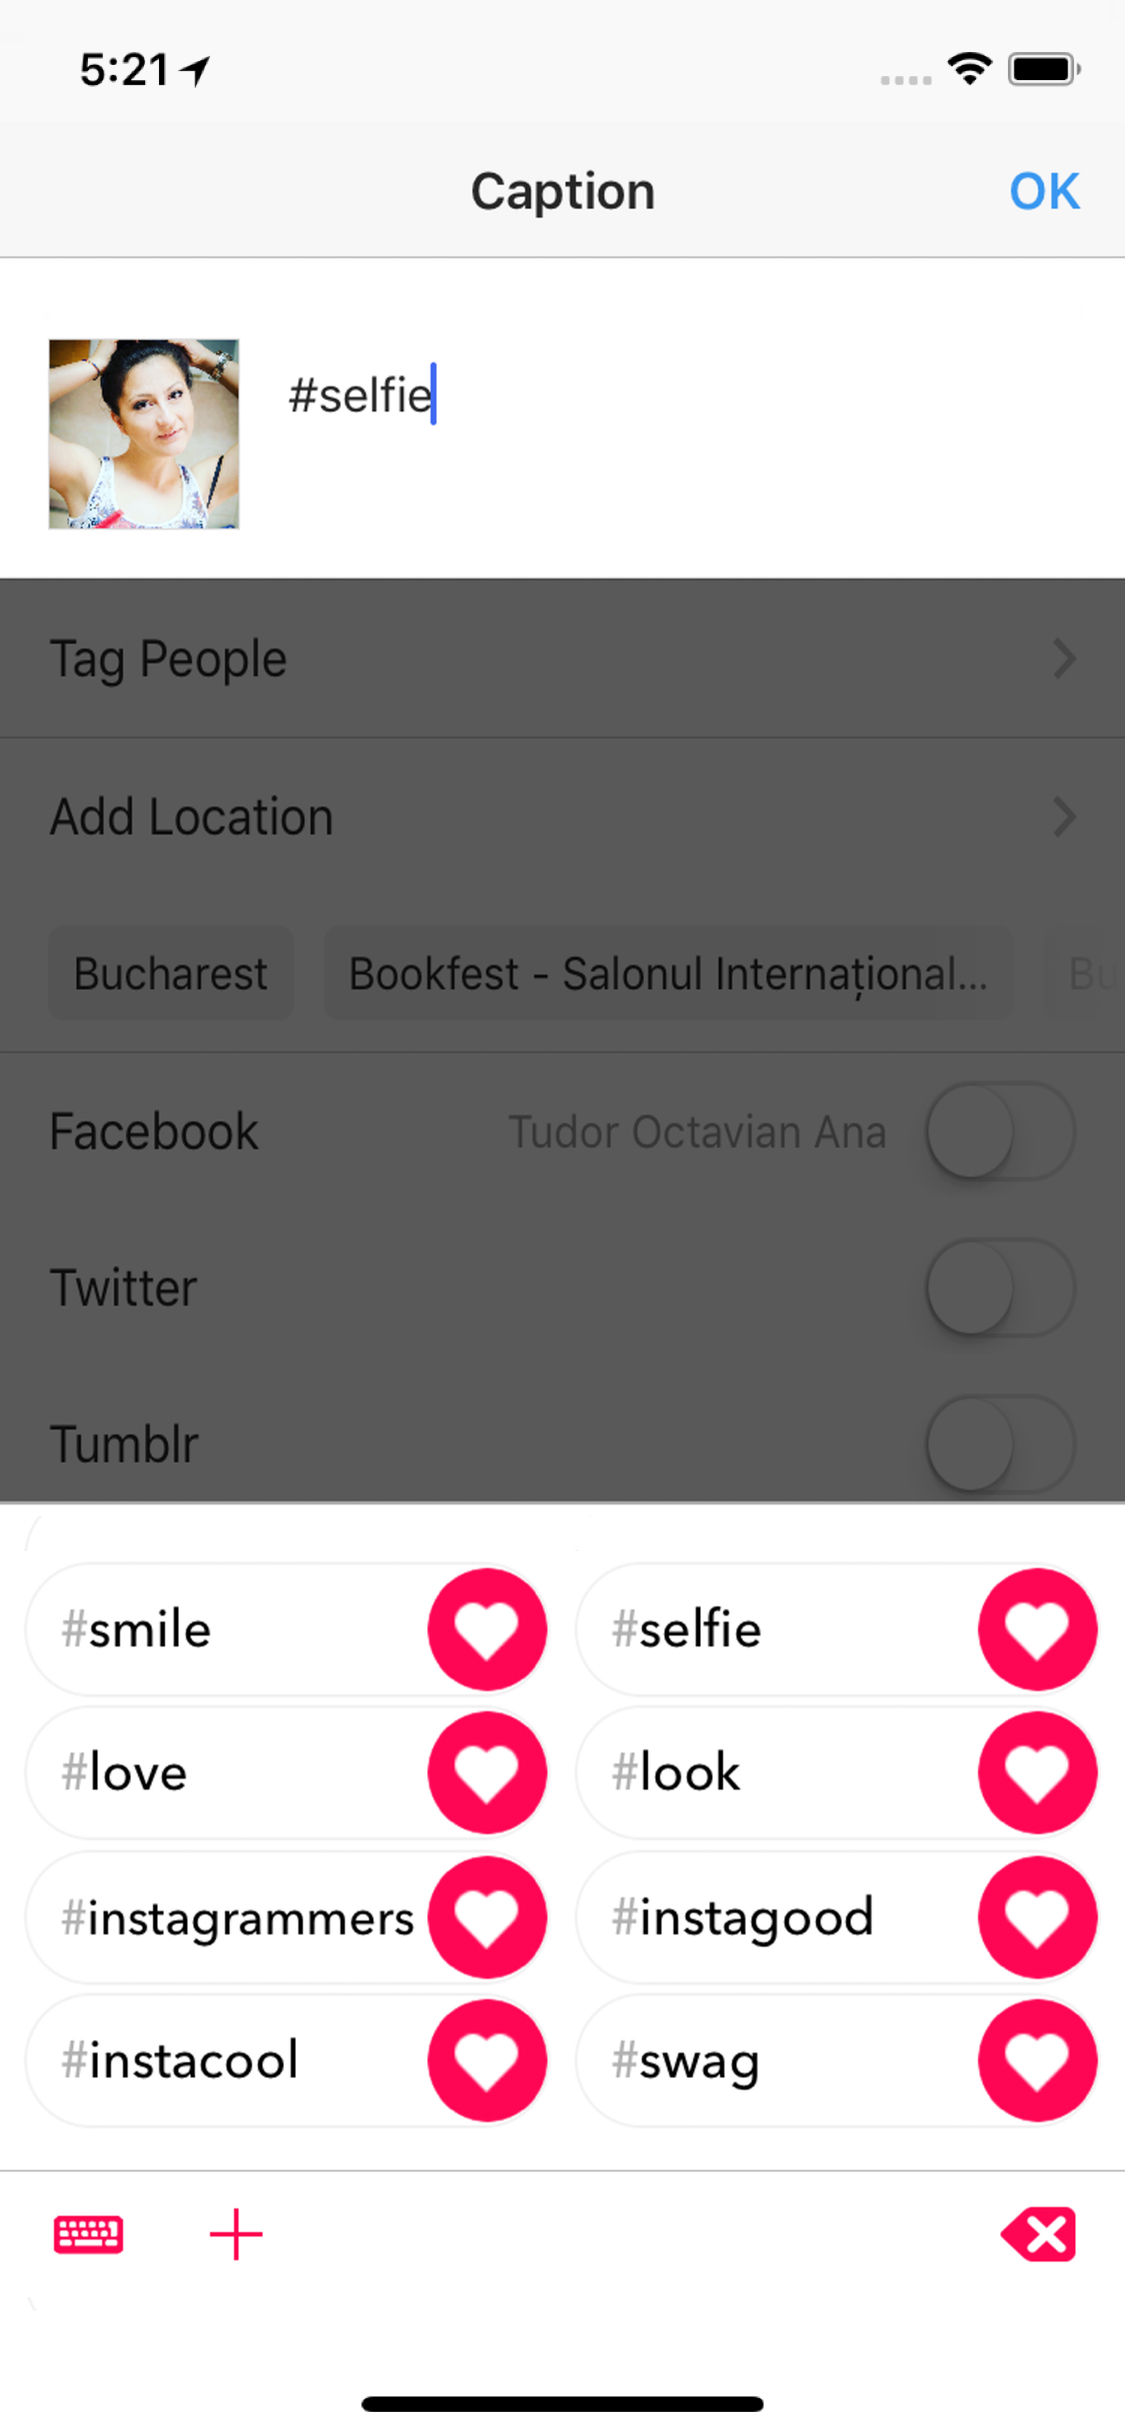 5:21
Caption OK
#selfie
Tag People
Add Location
Bucharest Bookfest - Salonul Internațional...
Facebook Tudor Octavian Ana
Twitter
Tumblr
#smile #selfie
#love #look
#instagrammers #instagood
#instacool #swag